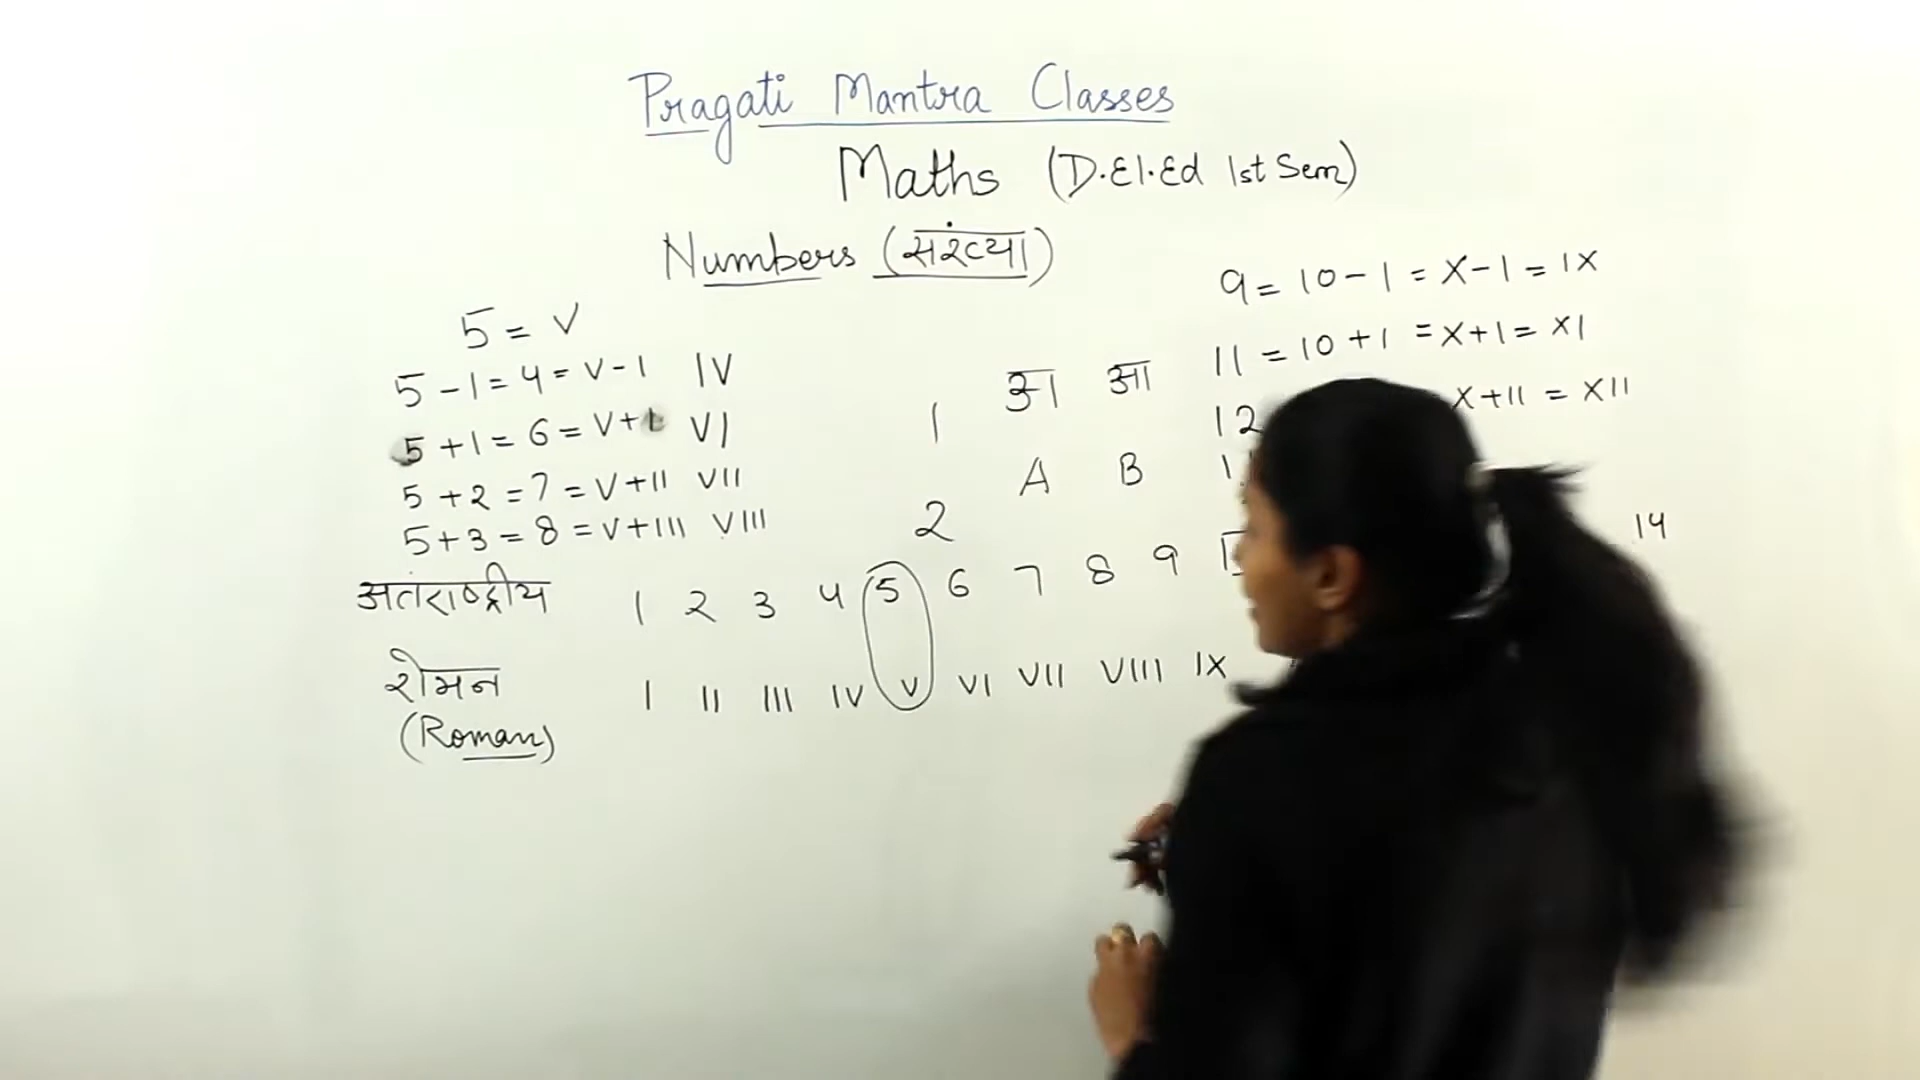 Pragati Mantra Classes
Maths (D.El.Ed 1st Sem)
Numbers (संख्या)
5 = V
5 - 1 = 4 = V - I IV
5 + 1 = 6 = V + I VI
5 + 2 = 7 = V + II VII
5 + 3 = 8 = V + III VIII
1 अ आ
A B
2
9 = 10 - 1 = X - 1 = IX
11 = 10 + 1 = X + 1 = XI
12 X + II = XII
14
अंतराष्ट्रीय 1 2 3 4 5 6 7 8 9
रोमन I II III IV V VI VII VIII IX
(Roman)